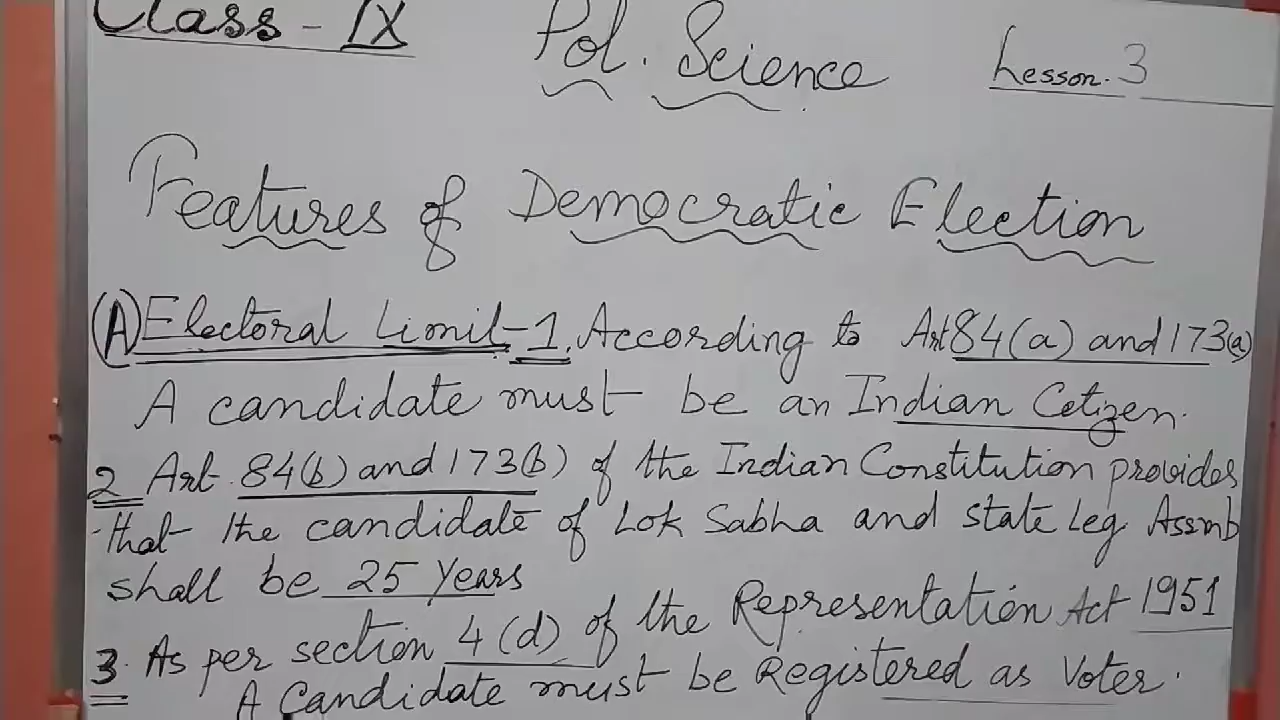 Class - IX Pol. Science Lesson. 3
Features of Democratic Election
(A) Electoral Limit-1. According to Art 84(a) and 173(a)
A candidate must be an Indian Cetizen.
2 Art. 84(b) and 173(b) of the Indian Constitution provides
that the candidate of Lok Sabha and state Leg Assmb
shall be 25 Years
3. As per section 4(d) of the Representation Act 1951
A Candidate must be Registered as Voter.